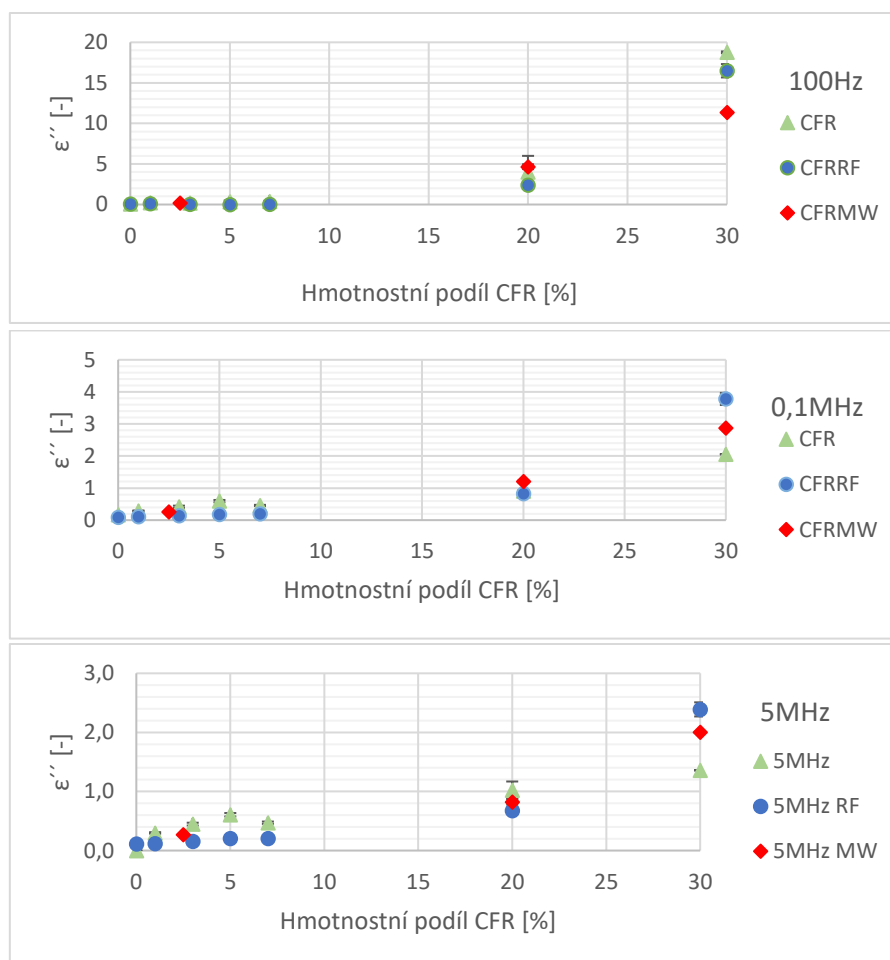 20
15
10
5
0
ε´´ [-]
0 5 10 15 20 25 30
Hmotnostní podíl CFR [%]
100Hz
CFR
CFRRF
CFRMW
5
4
3
2
1
0
ε´´ [-]
0 5 10 15 20 25 30
Hmotnostní podíl CFR [%]
0,1MHz
CFR
CFRRF
CFRMW
3,0
2,0
1,0
0,0
ε´´ [-]
0 5 10 15 20 25 30
Hmotnostní podíl CFR [%]
5MHz
5MHz
5MHz RF
5MHz MW